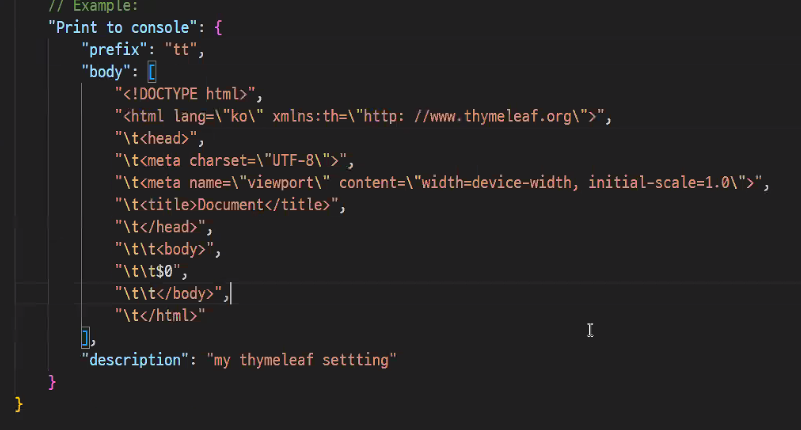 // Example:
"Print to console": {
"prefix": "tt",
"body": [
"<!DOCTYPE html>",
"<html lang=\"ko\" xmlns:th=\"http: //www.thymeleaf.org\">",
"\t<head>",
"\t<meta charset=\"UTF-8\">",
"\t<meta name=\"viewport\" content=\"width=device-width, initial-scale=1.0\">",
"\t<title>Document</title>",
"\t</head>",
"\t\t<body>",
"\t\t$0",
"\t\t</body>",
"\t</html>"
],
"description": "my thymeleaf settting"
}
}